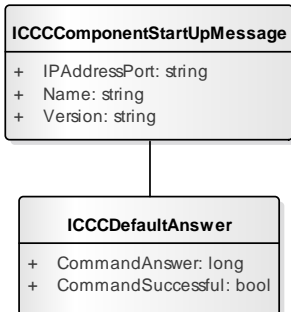 ICCCComponentStartUpMessage
+ IPAddressPort: string
+ Name: string
+ Version: string
ICCCDefaultAnswer
+ CommandAnswer: long
+ CommandSuccessful: bool